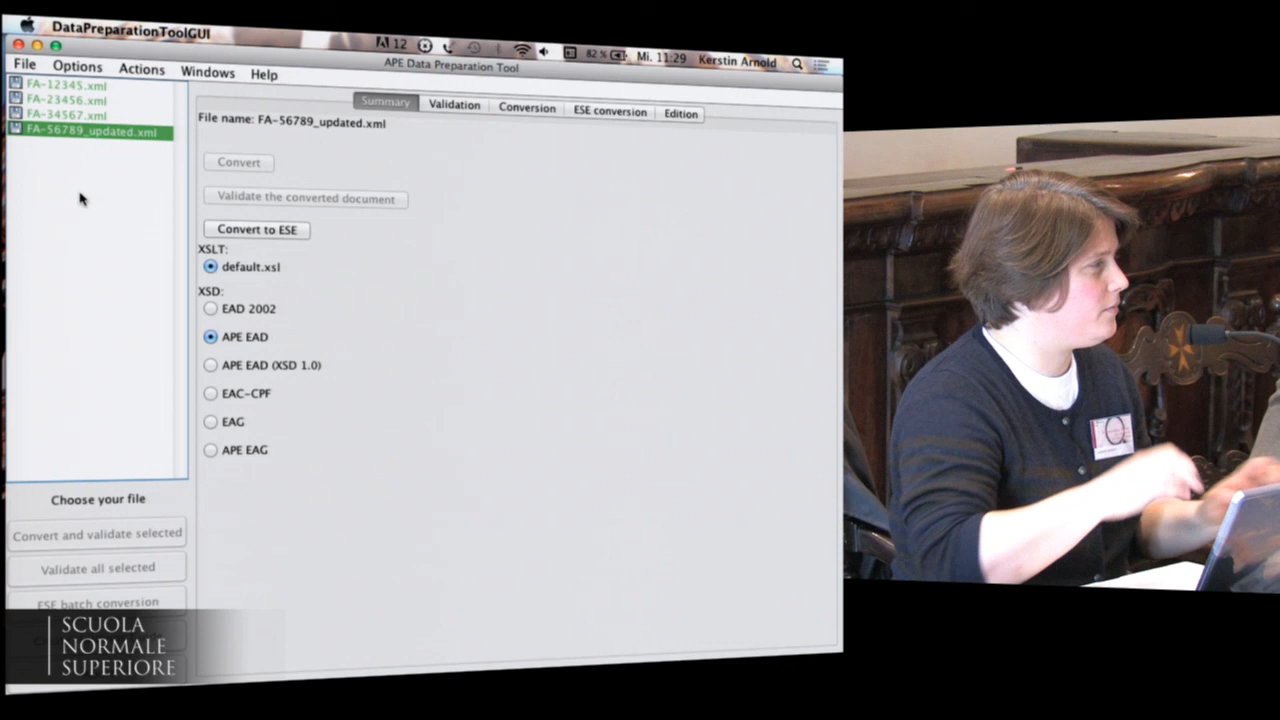 DataPreparationToolGUI
12
82%
Mi. 11:29
Kerstin Arnold
APE Data Preparation Tool
File Options Actions Windows Help
FA-12345.xml
FA-23456.xml
FA-34567.xml
FA-56789_updated.xml
Summary Validation Conversion ESE conversion Edition
File name: FA-56789_updated.xml
Convert
Validate the converted document
Convert to ESE
XSLT:
default.xsl
XSD:
EAD 2002
APE EAD
APE EAD (XSD 1.0)
EAC-CPF
EAG
APE EAG
Choose your file
Convert and validate selected
Validate all selected
ESE batch conversion
SCUOLA
NORMALE
SUPERIORE